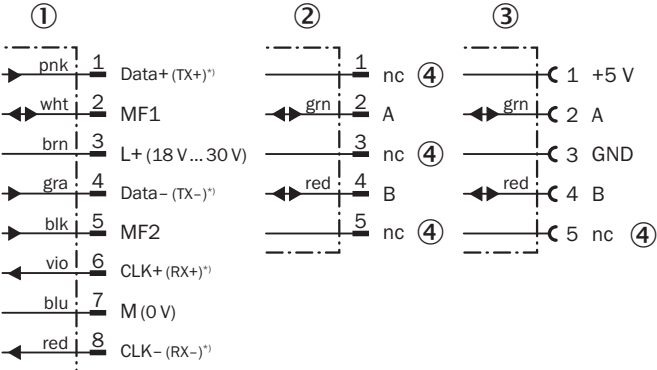 ① ② ③
pnk 1 Data+ (TX+)*)
wht 2 MF1
brn 3 L+ (18 V ... 30 V)
gra 4 Data– (TX–)*)
blk 5 MF2
vio 6 CLK+ (RX+)*)
blu 7 M (0 V)
red 8 CLK– (RX–)*)
1 nc ④
grn 2 A
3 nc ④
red 4 B
5 nc ④
1 +5 V
grn 2 A
3 GND
red 4 B
5 nc ④